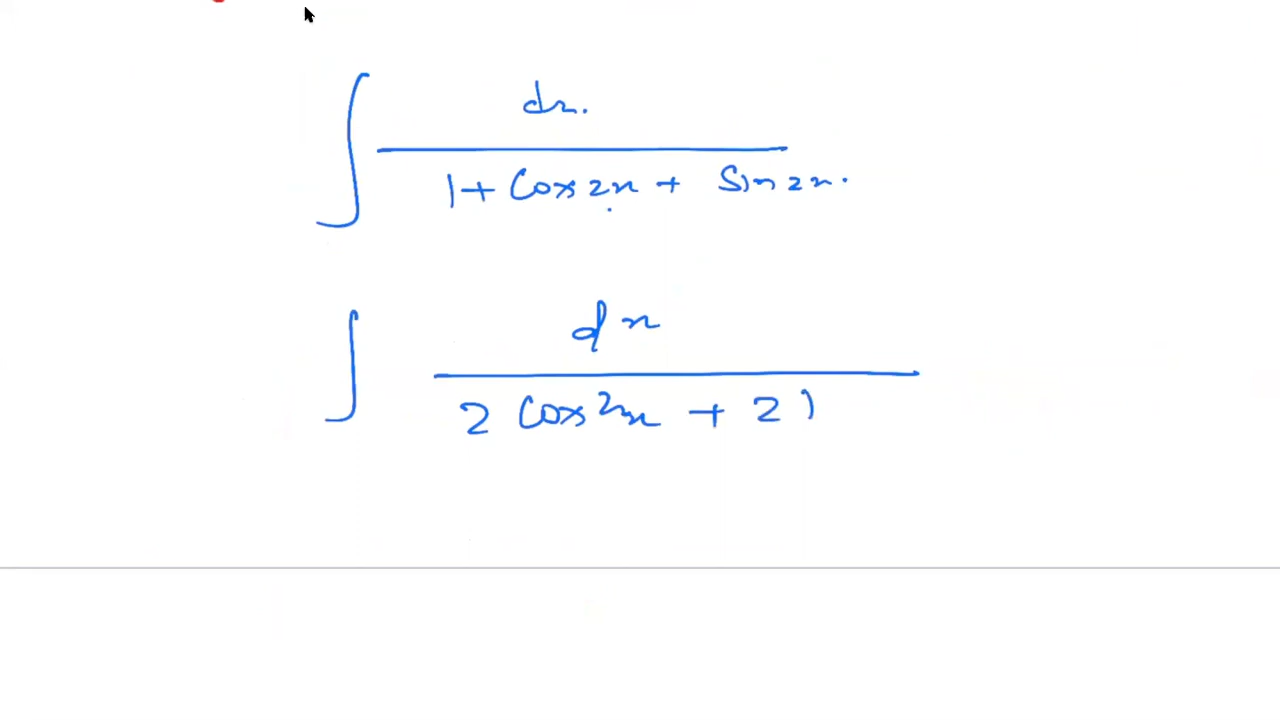 ∫ dx.
1 + Cos 2x + Sin 2x.
∫ dx
2 Cos²x + 2